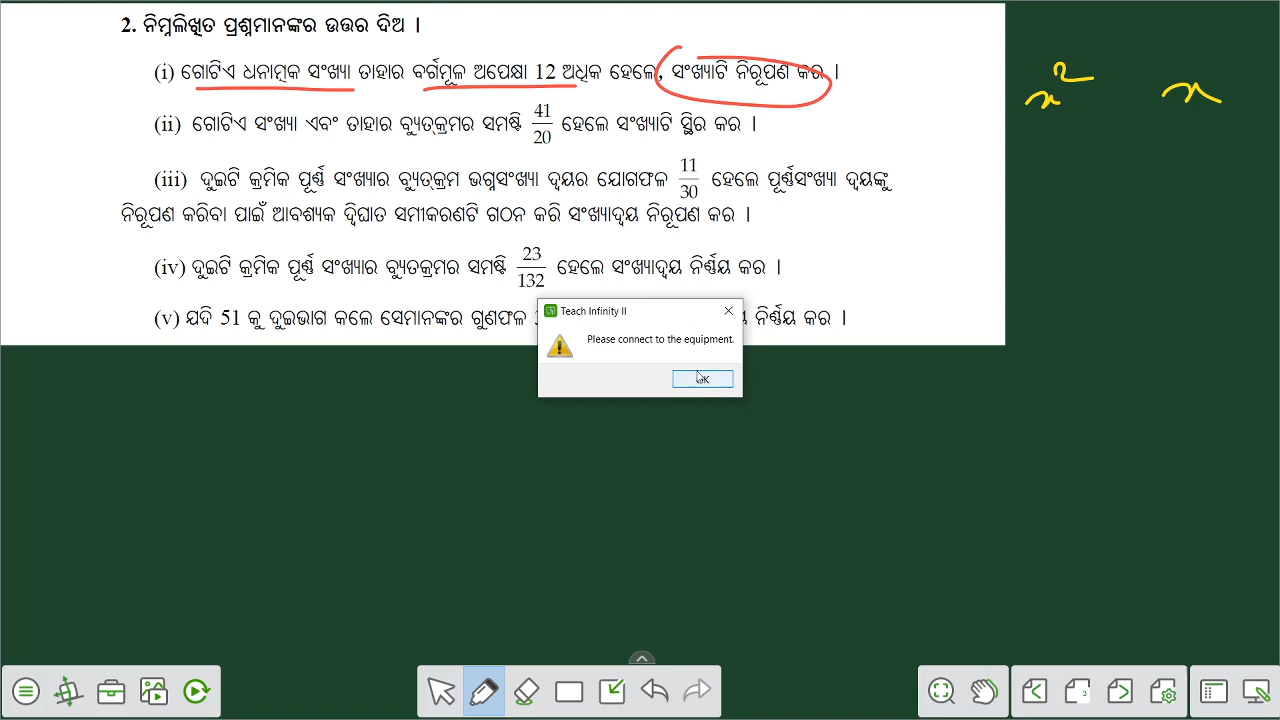 2. ନିମ୍ନଲିଖିତ ପ୍ରଶ୍ନମାନଙ୍କର ଉତ୍ତର ଦିଅ ।
(i) ଗୋଟିଏ ଧନାତ୍ମକ ସଂଖ୍ୟା ତାହାର ବର୍ଗମୂଳ ଅପେକ୍ଷା 12 ଅଧିକ ହେଲେ, ସଂଖ୍ୟାଟି ନିରୂପଣ କର ।
x² x
(ii) ଗୋଟିଏ ସଂଖ୍ୟା ଏବଂ ତାହାର ବ୍ୟୁତ୍କ୍ରମର ସମଷ୍ଟି 41/20 ହେଲେ ସଂଖ୍ୟାଟି ସ୍ଥିର କର ।
(iii) ଦୁଇଟି କ୍ରମିକ ପୂର୍ଣ୍ଣ ସଂଖ୍ୟାର ବ୍ୟୁତ୍କ୍ରମ ଭଗ୍ନସଂଖ୍ୟା ଦ୍ୱୟର ଯୋଗଫଳ 11/30 ହେଲେ ପୂର୍ଣ୍ଣସଂଖ୍ୟା ଦ୍ୱୟଙ୍କୁ
ନିରୂପଣ କରିବା ପାଇଁ ଆବଶ୍ୟକ ଦ୍ୱିଘାତ ସମୀକରଣଟି ଗଠନ କରି ସଂଖ୍ୟାଦ୍ୱୟ ନିରୂପଣ କର ।
(iv) ଦୁଇଟି କ୍ରମିକ ପୂର୍ଣ୍ଣ ସଂଖ୍ୟାର ବ୍ୟୁତକ୍ରମର ସମଷ୍ଟି 23/132 ହେଲେ ସଂଖ୍ୟାଦ୍ୱୟ ନିର୍ଣ୍ଣୟ କର ।
(v) ଯଦି 51 କୁ ଦୁଇଭାଗ କଲେ ସେମାନଙ୍କର ଗୁଣଫଳ ନିର୍ଣ୍ଣୟ କର ।
Teach Infinity II
Please connect to the equipment.
OK
3